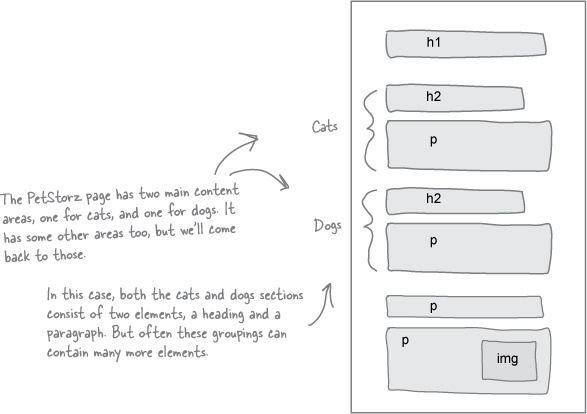 h1
h2
Cats
p
The PetStorz page has two main content
areas, one for cats, and one for dogs. It
has some other areas too, but we'll come
back to those.
h2
Dogs
p
In this case, both the cats and dogs sections
consist of two elements, a heading and a
paragraph. But often these groupings can
contain many more elements.
p
p
img